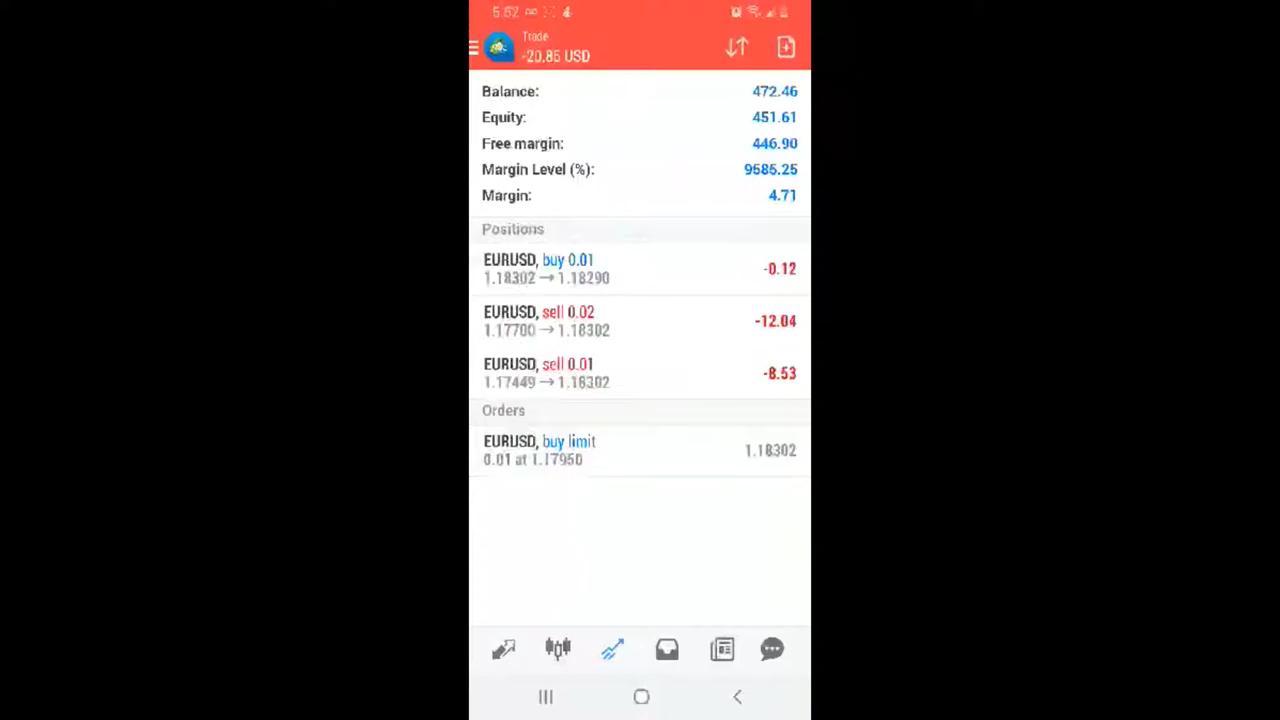 5:52
Trade
-20.85 USD
Balance: 472.46
Equity: 451.61
Free margin: 446.90
Margin Level (%): 9585.25
Margin: 4.71
Positions
EURUSD, buy 0.01
1.18302 → 1.18290
-0.12
EURUSD, sell 0.02
1.17700 → 1.18302
-12.04
EURUSD, sell 0.01
1.17449 → 1.18302
-8.53
Orders
EURUSD, buy limit
0.01 at 1.17950
1.18302